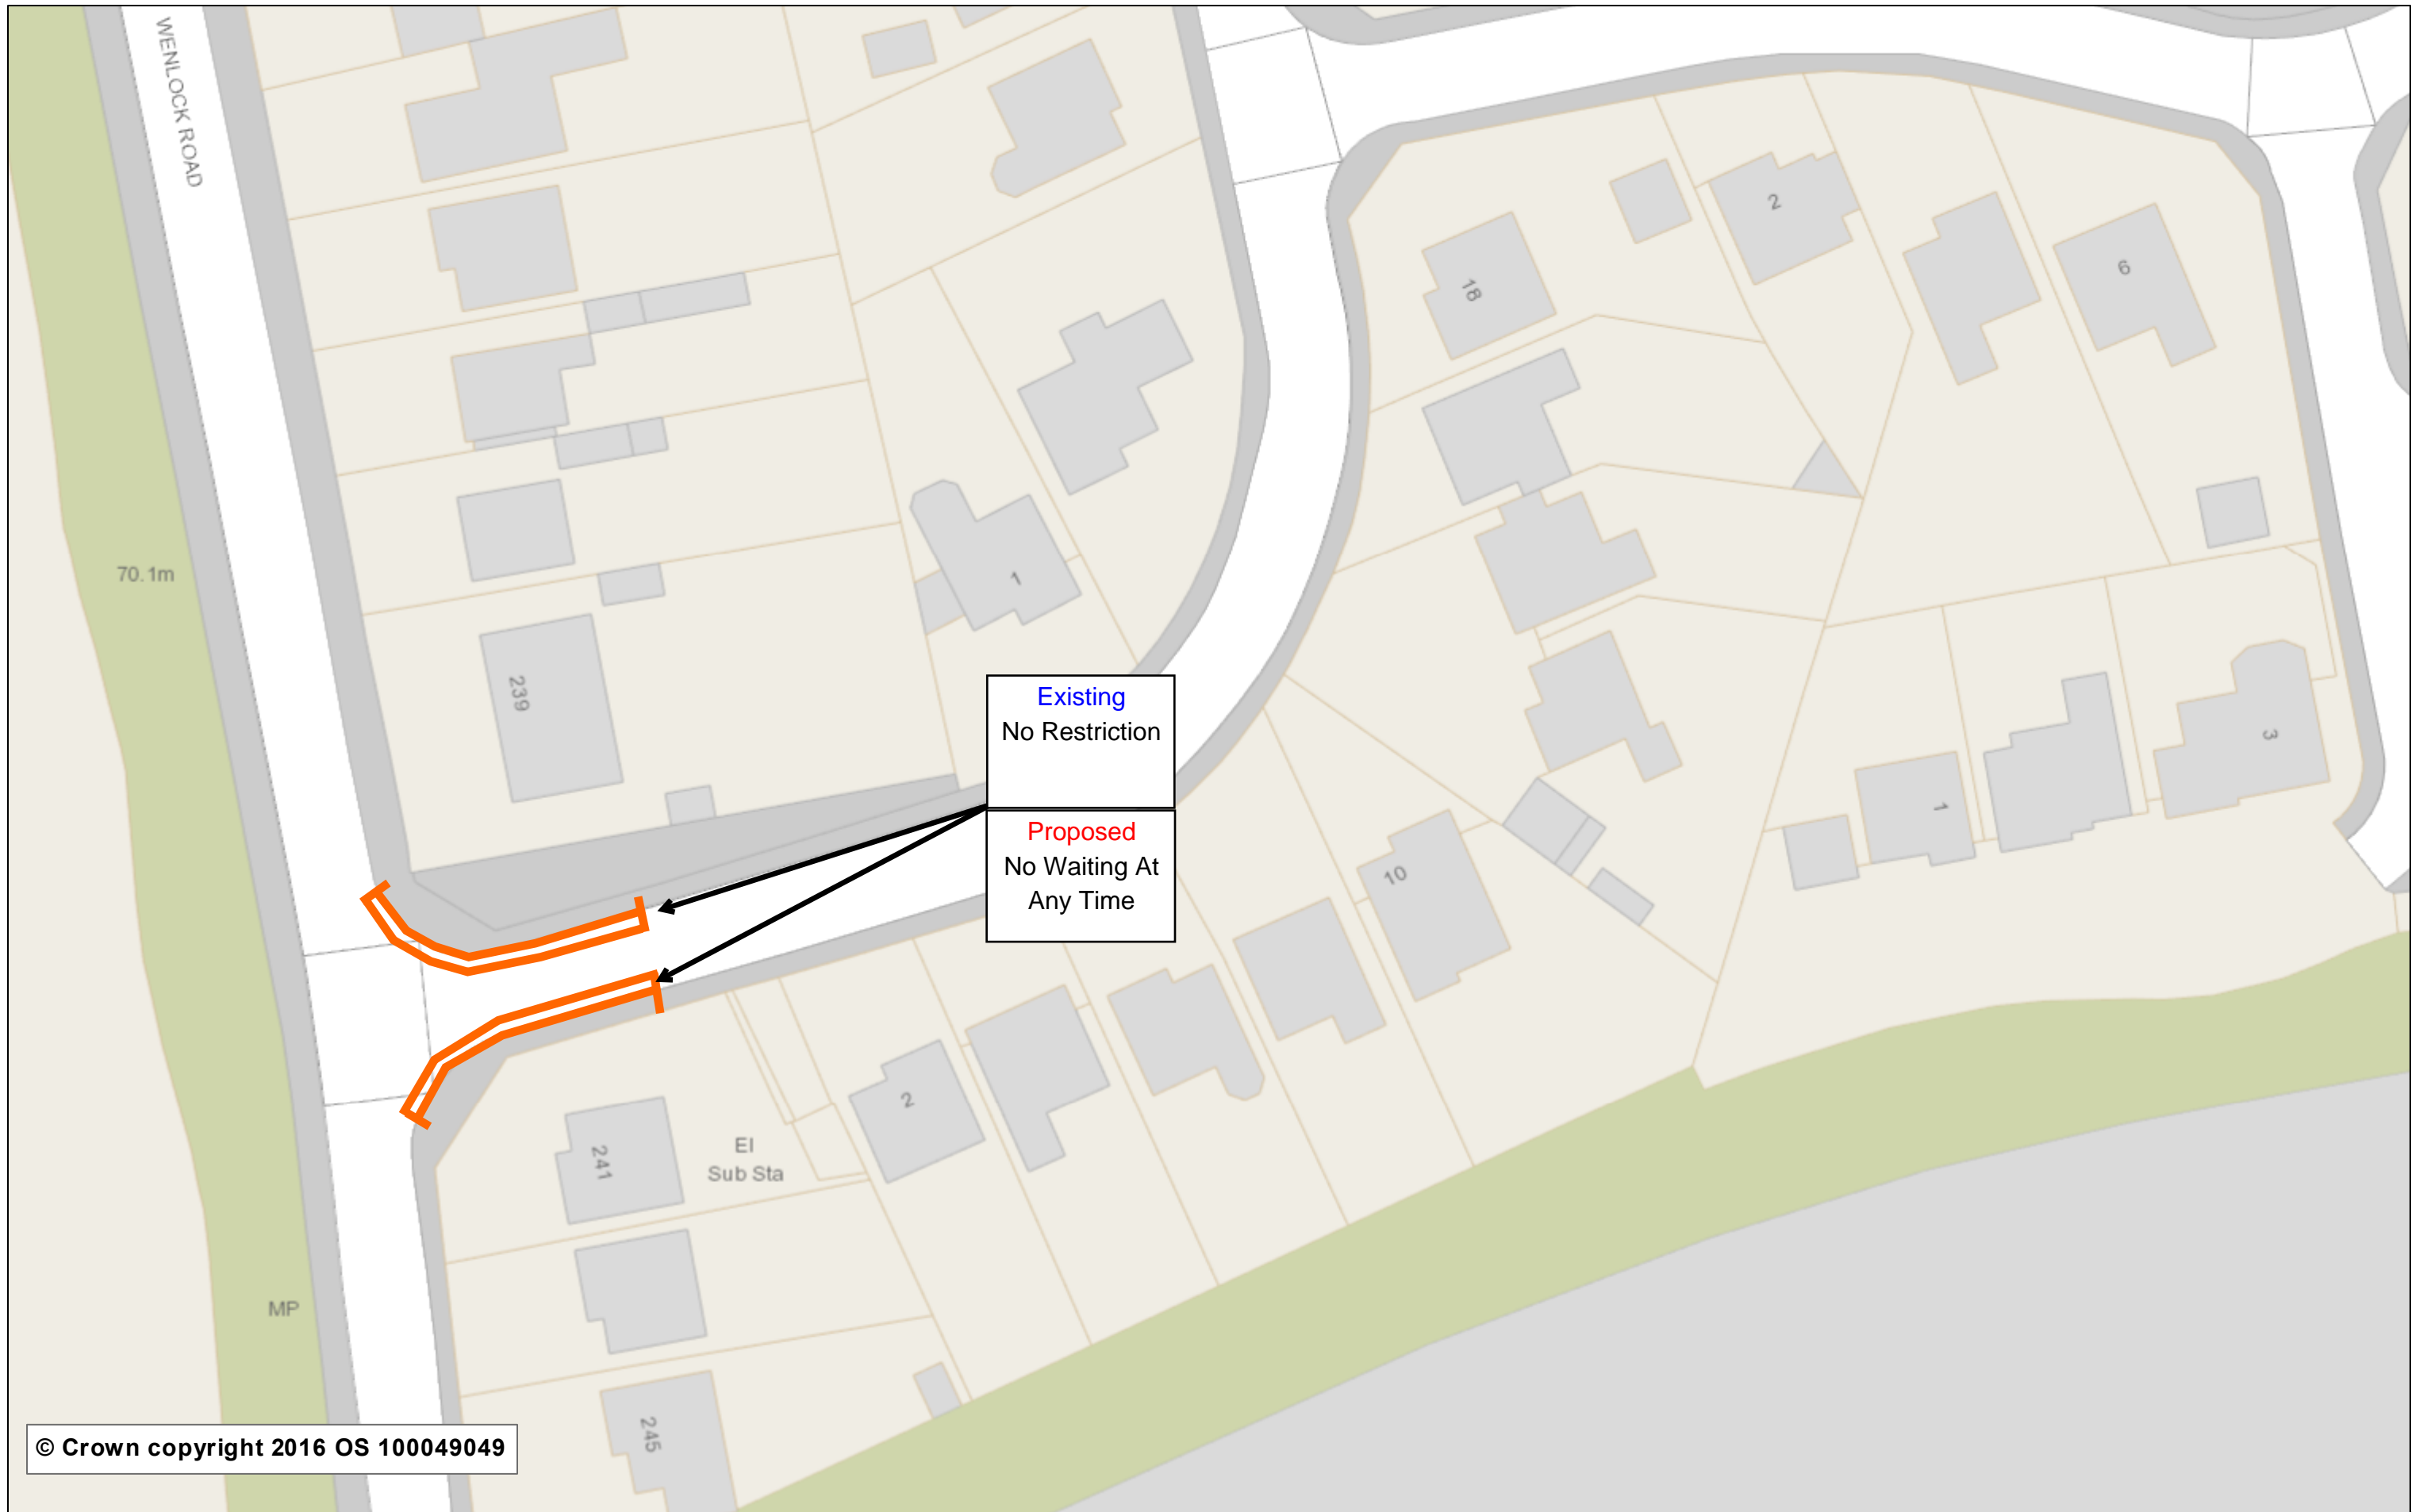 WENLOCK ROAD
2
6
18
70.1m
1
239
Existing
No Restriction
3
1
Proposed
No Waiting At
Any Time
10
2
241
El
Sub Sta
MP
245
© Crown copyright 2016 OS 100049049